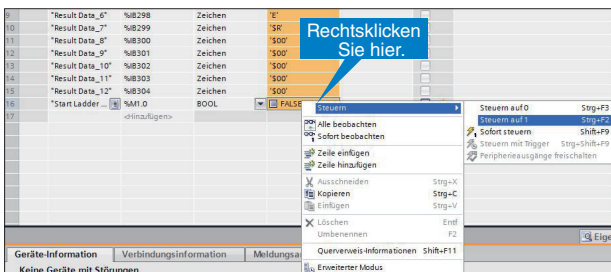 9 "Result Data_6" %IB298 Zeichen 'E'
10 "Result Data_7" %IB299 Zeichen '$R'
11 "Result Data_8" %IB300 Zeichen '$00'
12 "Result Data_9" %IB301 Zeichen '$00'
13 "Result Data_10" %IB302 Zeichen '$00'
14 "Result Data_11" %IB303 Zeichen '$00'
15 "Result Data_12" %IB304 Zeichen '$00'
16 "Start Ladder ... %M1.0 BOOL FALSE
17 <Hinzufügen>
Rechtsklicken
Sie hier.
Steuern
Alle beobachten
Sofort beobachten
Zeile einfügen
Zeile hinzufügen
Ausschneiden Strg+X
Kopieren Strg+C
Einfügen Strg+V
Löschen Entf
Umbenennen F2
Querverweis-Informationen Shift+F11
Erweiterter Modus
Steuern auf 0 Strg+F3
Steuern auf 1 Strg+F2
Sofort steuern Shift+F9
Steuern mit Trigger Strg+Shift+F9
Peripherieausgänge freischalten
Eige
Geräte-Information Verbindungsinformation Meldungsa
Keine Geräte mit Störungen